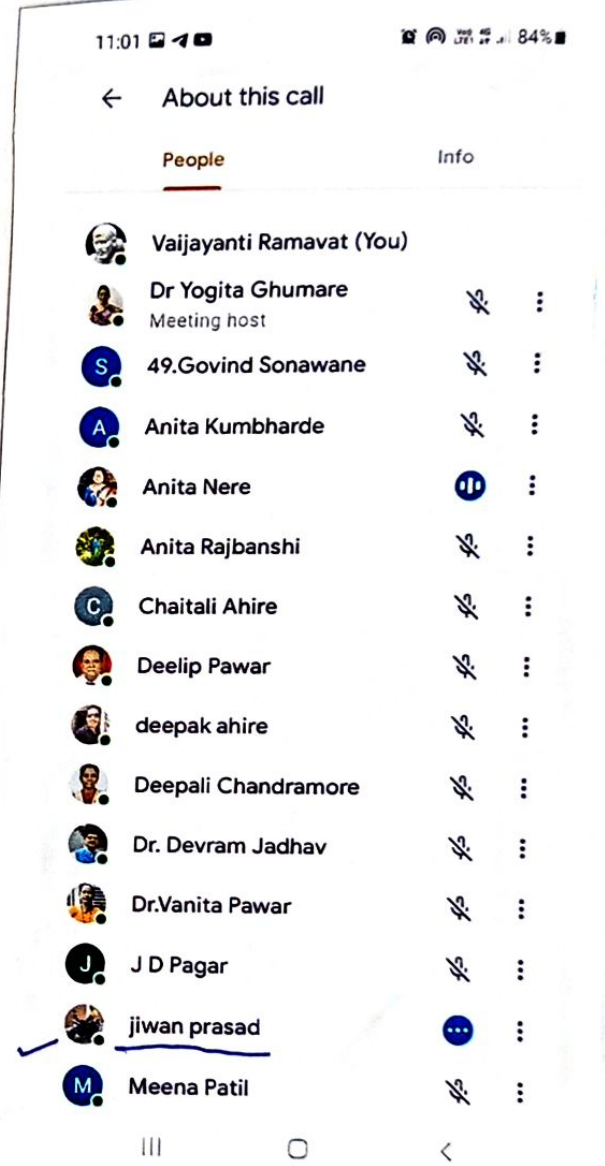 11:01 84%
About this call
People Info
Vaijayanti Ramavat (You)
Dr Yogita Ghumare
Meeting host
S 49.Govind Sonawane
A Anita Kumbharde
Anita Nere
Anita Rajbanshi
C Chaitali Ahire
Deelip Pawar
deepak ahire
Deepali Chandramore
Dr. Devram Jadhav
Dr.Vanita Pawar
J J D Pagar
jiwan prasad
M Meena Patil